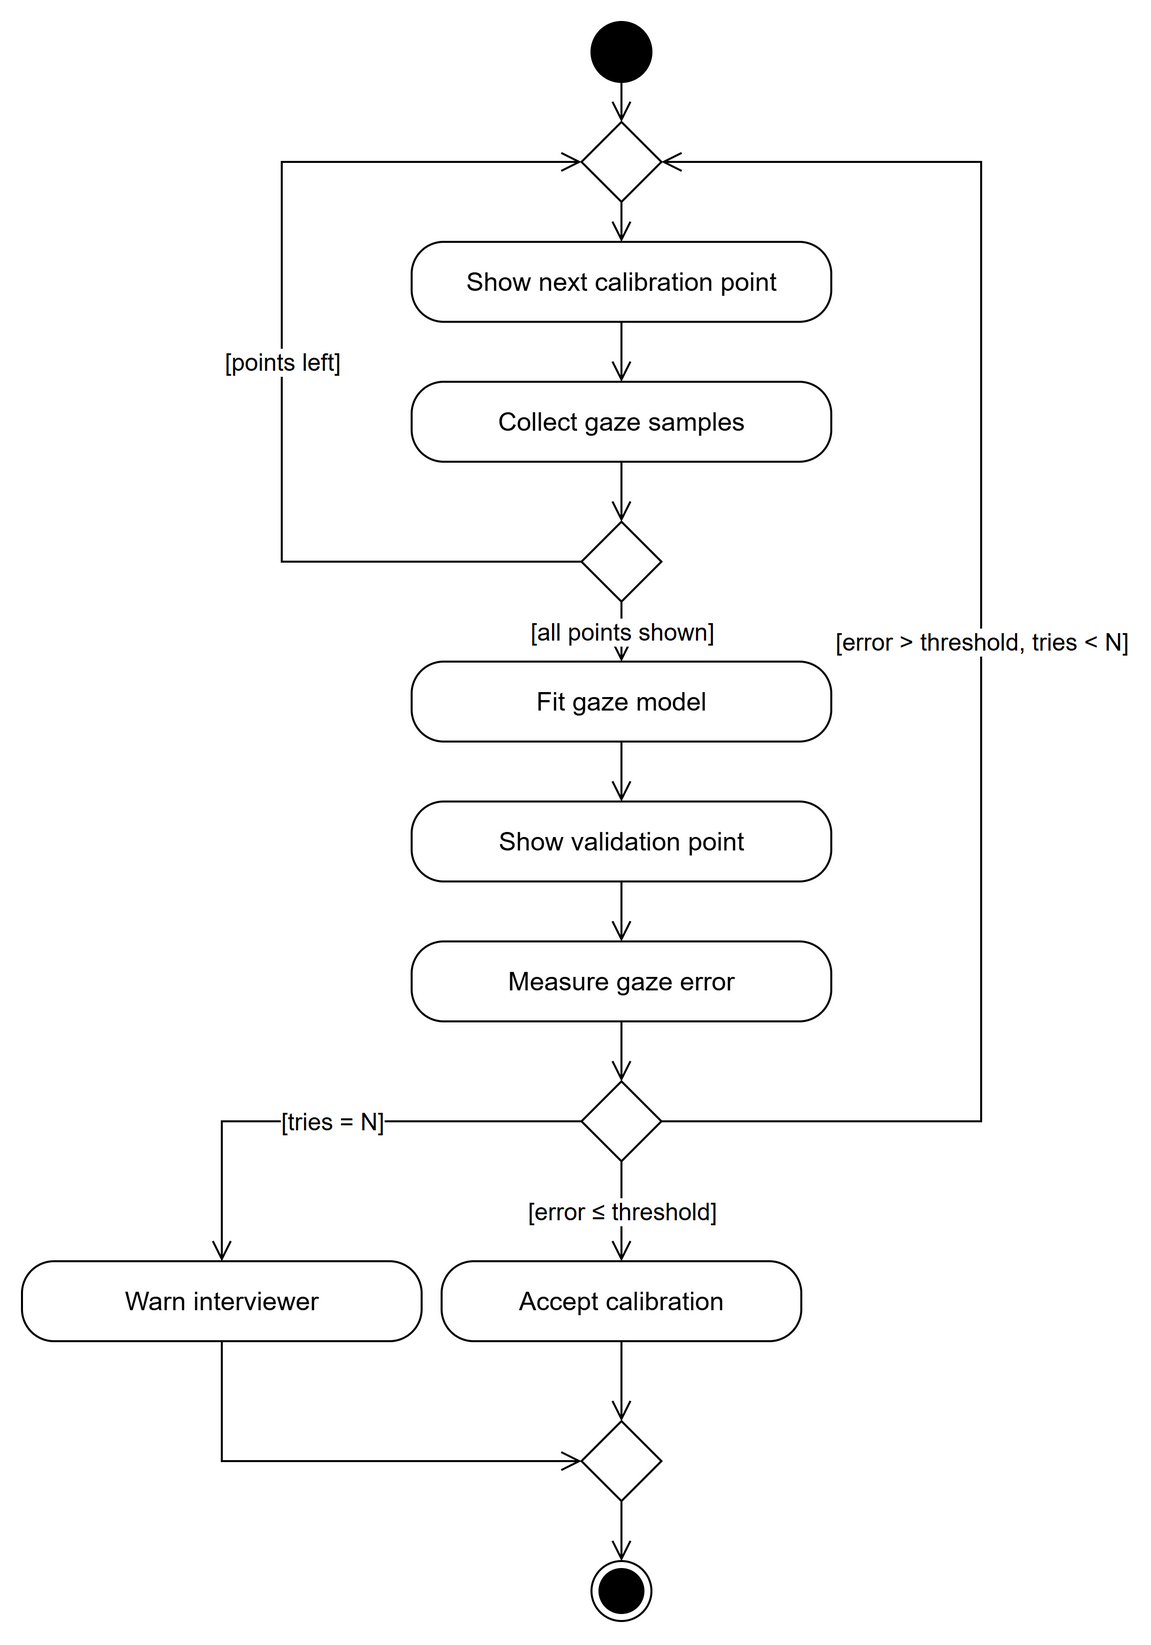 Show next calibration point
[points left]
Collect gaze samples
[all points shown]
[error > threshold, tries < N]
Fit gaze model
Show validation point
Measure gaze error
[tries = N]
[error ≤ threshold]
Warn interviewer
Accept calibration